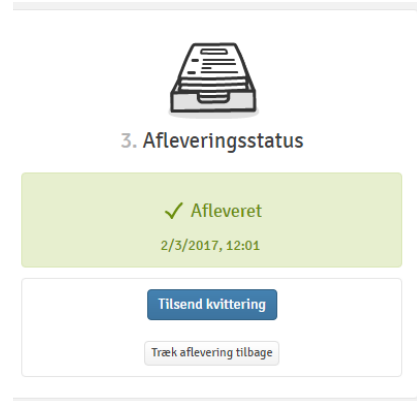 3. Afleveringsstatus
Afleveret
2/3/2017, 12:01
Tilsend kvittering
Træk aflevering tilbage